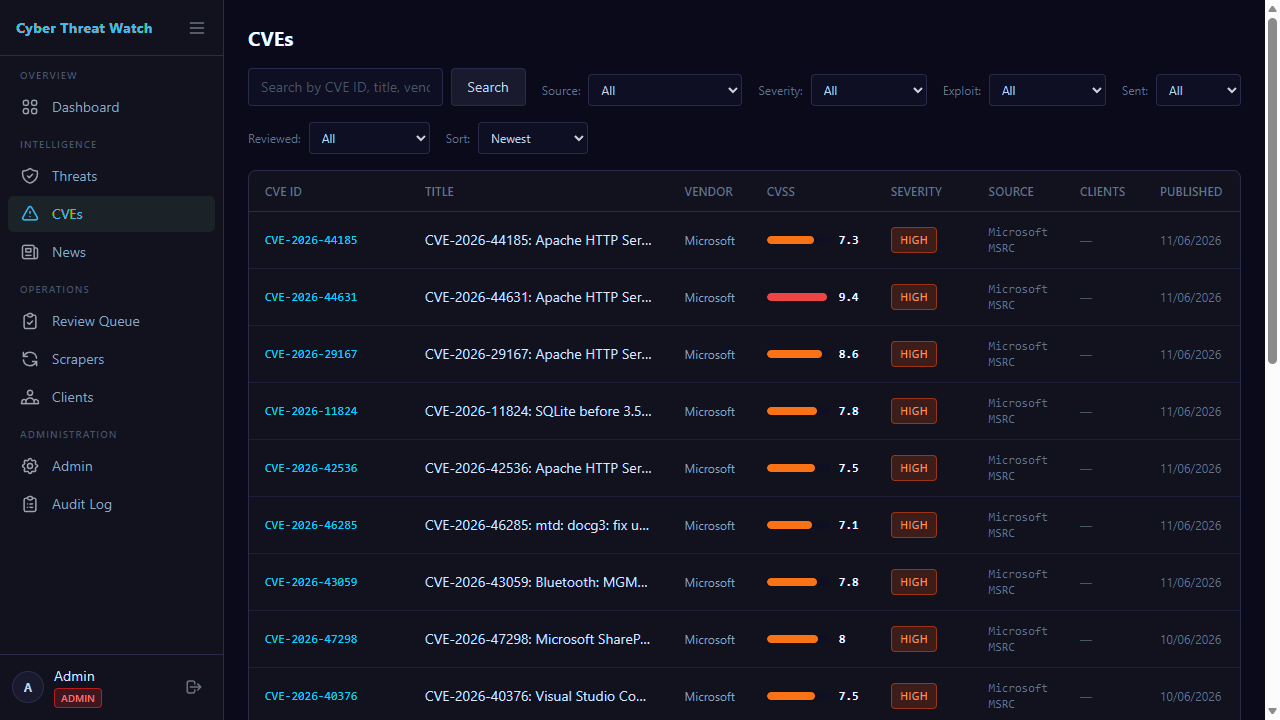 Cyber Threat Watch
OVERVIEW
Dashboard
INTELLIGENCE
Threats
CVEs
News
OPERATIONS
Review Queue
Scrapers
Clients
ADMINISTRATION
Admin
Audit Log
A
Admin
ADMIN
CVEs
Search by CVE ID, title, venc Search Source: All Severity: All Exploit: All Sent: All
Reviewed: All Sort: Newest
CVE ID TITLE VENDOR CVSS SEVERITY SOURCE CLIENTS PUBLISHED
CVE-2026-44185 CVE-2026-44185: Apache HTTP Ser... Microsoft 7.3 HIGH Microsoft MSRC — 11/06/2026
CVE-2026-44631 CVE-2026-44631: Apache HTTP Ser... Microsoft 9.4 HIGH Microsoft MSRC — 11/06/2026
CVE-2026-29167 CVE-2026-29167: Apache HTTP Ser... Microsoft 8.6 HIGH Microsoft MSRC — 11/06/2026
CVE-2026-11824 CVE-2026-11824: SQLite before 3.5... Microsoft 7.8 HIGH Microsoft MSRC — 11/06/2026
CVE-2026-42536 CVE-2026-42536: Apache HTTP Ser... Microsoft 7.5 HIGH Microsoft MSRC — 11/06/2026
CVE-2026-46285 CVE-2026-46285: mtd: docg3: fix u... Microsoft 7.1 HIGH Microsoft MSRC — 11/06/2026
CVE-2026-43059 CVE-2026-43059: Bluetooth: MGM... Microsoft 7.8 HIGH Microsoft MSRC — 11/06/2026
CVE-2026-47298 CVE-2026-47298: Microsoft ShareP... Microsoft 8 HIGH Microsoft MSRC — 10/06/2026
CVE-2026-40376 CVE-2026-40376: Visual Studio Co... Microsoft 7.5 HIGH Microsoft MSRC — 10/06/2026